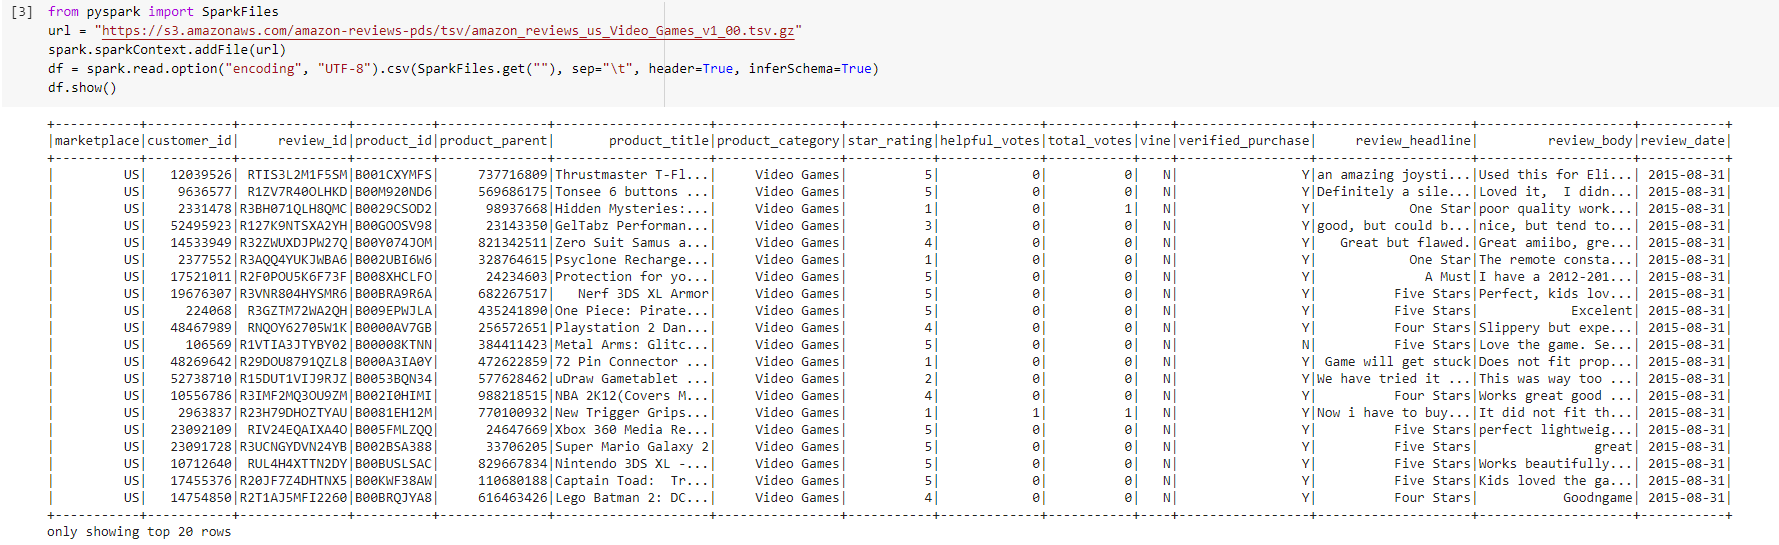 [3] from pyspark import SparkFiles
url = "https://s3.amazonaws.com/amazon-reviews-pds/tsv/amazon_reviews_us_Video_Games_v1_00.tsv.gz"
spark.sparkContext.addFile(url)
df = spark.read.option("encoding", "UTF-8").csv(SparkFiles.get(""), sep="\t", header=True, inferSchema=True)
df.show()
+-----------+-----------+--------------+----------+--------------+--------------------+----------------+-----------+-------------+-----------+----+-----------------+--------------------+--------------------+-----------+
|marketplace|customer_id|     review_id|product_id|product_parent|       product_title|product_category|star_rating|helpful_votes|total_votes|vine|verified_purchase|     review_headline|         review_body|review_date|
+-----------+-----------+--------------+----------+--------------+--------------------+----------------+-----------+-------------+-----------+----+-----------------+--------------------+--------------------+-----------+
|         US|   12039526| RTIS3L2M1F5SM|B001CXYMFS|     737716809|Thrustmaster T-Fl...|     Video Games|          5|            0|          0|   N|                Y|an amazing joysti...|Used this for Eli...| 2015-08-31|
|         US|    9636577|R1ZV7R40OLHKD|B00M920ND6|     569686175|Tonsee 6 buttons ...|     Video Games|          5|            0|          0|   N|                Y|Definitely a sile...|Loved it,  I didn...| 2015-08-31|
|         US|    2331478|R3BH071QLH8QMC|B0029CSOD2|      98937668|Hidden Mysteries:...|     Video Games|          1|            0|          1|   N|                Y|            One Star|poor quality work...| 2015-08-31|
|         US|   52495923|R127K9NTSXA2YH|B00GOOSV98|      23143350|GelTabz Performan...|     Video Games|          3|            0|          0|   N|                Y|good, but could b...|nice, but tend to...| 2015-08-31|
|         US|   14533949|R32ZWUXDJPW27Q|B00Y074JOM|     821342511|Zero Suit Samus a...|     Video Games|          4|            0|          0|   N|                Y|   Great but flawed.|Great amiibo, gre...| 2015-08-31|
|         US|    2377552|R3AQQ4YUKJWBA6|B002UBI6W6|     328764615|Psyclone Recharge...|     Video Games|          1|            0|          0|   N|                Y|            One Star|The remote consta...| 2015-08-31|
|         US|   17521011|R2F0POU5K6F73F|B008XHCLFO|      24234603|Protection for yo...|     Video Games|          5|            0|          0|   N|                Y|              A Must|I have a 2012-201...| 2015-08-31|
|         US|   19676307|R3VNR804HYSMR6|B00BRA9R6A|     682267517|   Nerf 3DS XL Armor|     Video Games|          5|            0|          0|   N|                Y|          Five Stars|Perfect, kids lov...| 2015-08-31|
|         US|     224068|R3GZTM72WA2QH|B009EPWJLA|     435241890|One Piece: Pirate...|     Video Games|          5|            0|          0|   N|                Y|          Five Stars|            Excelent| 2015-08-31|
|         US|   48467989|RNQOY62705W1K|B0000AV7GB|     256572651|Playstation 2 Dan...|     Video Games|          4|            0|          0|   N|                Y|          Four Stars|Slippery but expe...| 2015-08-31|
|         US|     106569|R1VTIA3JTYBY02|B00008KTNN|     384411423|Metal Arms: Glitc...|     Video Games|          5|            0|          0|   N|                N|          Five Stars|Love the game. Se...| 2015-08-31|
|         US|   48269642|R29DOU8791QZL8|B000A3IA0Y|     472622859|72 Pin Connector ...|     Video Games|          1|            0|          0|   N|                Y| Game will get stuck|Does not fit prop...| 2015-08-31|
|         US|   52738710|R15DUT1VIJ9RJZ|B0053BQN34|     577628462|uDraw Gametablet ...|     Video Games|          2|            0|          0|   N|                Y|We have tried it ...|This was way too ...| 2015-08-31|
|         US|   10556786|R3IMF2MQ3OU9ZM|B002I0HIMI|     988218515|NBA 2K12(Covers M...|     Video Games|          4|            0|          0|   N|                Y|          Four Stars|Works great good ...| 2015-08-31|
|         US|    2963837|R23H79DHOZTYAU|B0081EH12M|     770100932|New Trigger Grips...|     Video Games|          1|            1|          1|   N|                Y|Now i have to buy...|It did not fit th...| 2015-08-31|
|         US|   23092109|RIV24EQAIXA4O|B005FMLZQQ|      24647669|Xbox 360 Media Re...|     Video Games|          5|            0|          0|   N|                Y|          Five Stars|perfect lightweig...| 2015-08-31|
|         US|   23091728|R3UCNGYDVN24YB|B002BSA388|      33706205|Super Mario Galaxy 2|     Video Games|          5|            0|          0|   N|                Y|          Five Stars|               great| 2015-08-31|
|         US|   10712640|RUL4H4XTTN2DY|B00BUSLSAC|     829667834|Nintendo 3DS XL -...|     Video Games|          5|            0|          0|   N|                Y|          Five Stars|Works beautifully...| 2015-08-31|
|         US|   17455376|R20JF7Z4DHTNX5|B00KWF38AW|     110680188|Captain Toad:  Tr...|     Video Games|          5|            0|          0|   N|                Y|          Five Stars|Kids loved the ga...| 2015-08-31|
|         US|   14754850|R2T1AJ5MFI2260|B00BRQJYA8|     616463426|Lego Batman 2: DC...|     Video Games|          4|            0|          0|   N|                Y|          Four Stars|            Goodngame| 2015-08-31|
+-----------+-----------+--------------+----------+--------------+--------------------+----------------+-----------+-------------+-----------+----+-----------------+--------------------+--------------------+-----------+
only showing top 20 rows